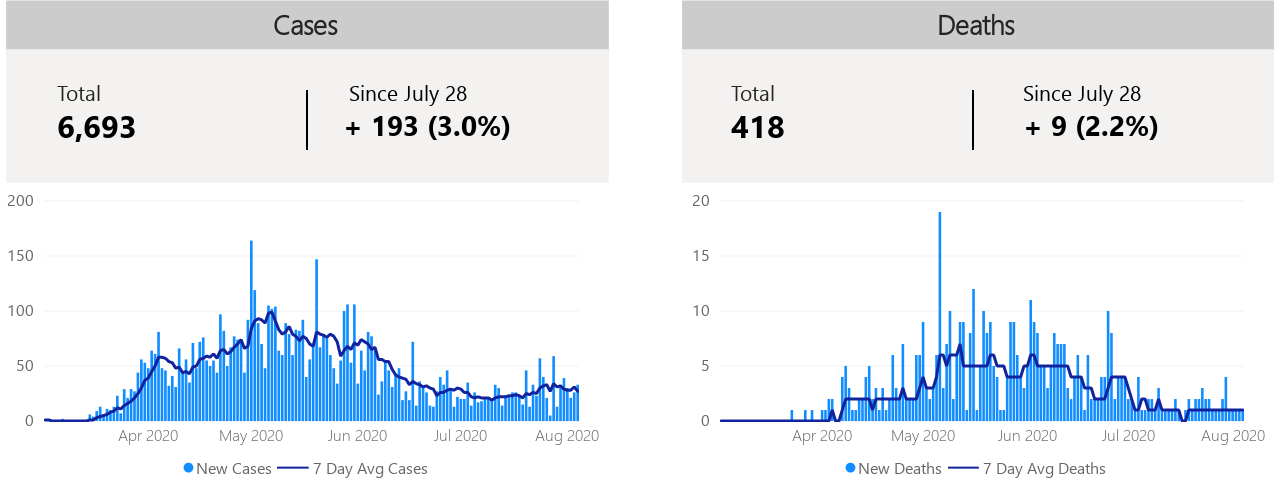 Cases
Total
6,693
Since July 28
+ 193 (3.0%)
200
150
100
50
0
Apr 2020 May 2020 Jun 2020 Jul 2020 Aug 2020
New Cases 7 Day Avg Cases
Deaths
Total
418
Since July 28
+ 9 (2.2%)
20
15
10
5
0
Apr 2020 May 2020 Jun 2020 Jul 2020 Aug 2020
New Deaths 7 Day Avg Deaths